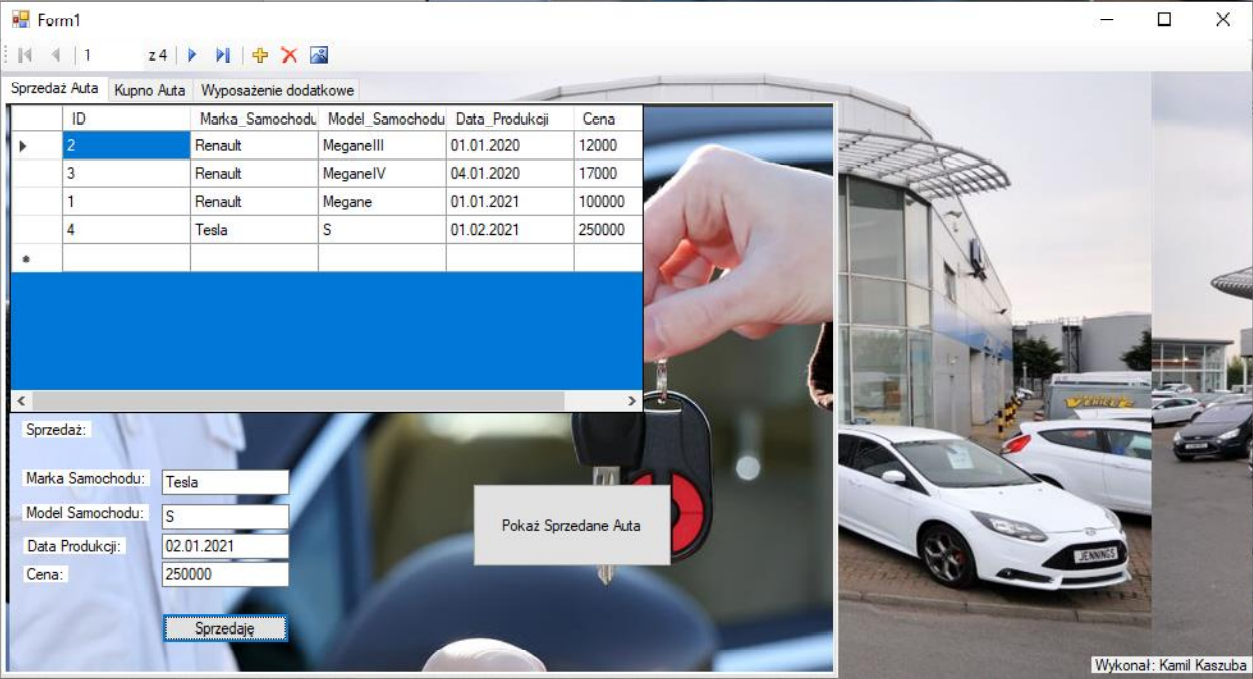 Form1
1 z 4
Sprzedaż Auta Kupno Auta Wyposażenie dodatkowe
ID Marka_Samochodu Model_Samochodu Data_Produkcji Cena
2 Renault MeganeIII 01.01.2020 12000
3 Renault MeganeIV 04.01.2020 17000
1 Renault Megane 01.01.2021 100000
4 Tesla S 01.02.2021 250000
Sprzedaż:
Marka Samochodu: Tesla
Model Samochodu: S
Pokaż Sprzedane Auta
Data Produkcji: 02.01.2021
Cena: 250000
Sprzedaję
VEHICLE
JENNINGS
Wykonał: Kamil Kaszuba